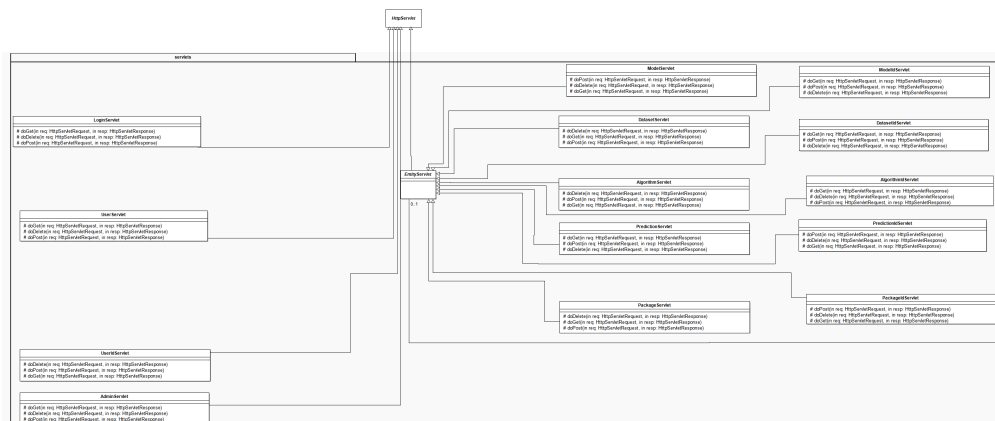 HttpServlet
servlets
ModelServlet
# doPost(in req: HttpServletRequest, in resp: HttpServletResponse)
# doDelete(in req: HttpServletRequest, in resp: HttpServletResponse)
# doGet(in req: HttpServletRequest, in resp: HttpServletResponse)
ModelIdServlet
# doGet(in req: HttpServletRequest, in resp: HttpServletResponse)
# doPost(in req: HttpServletRequest, in resp: HttpServletResponse)
# doDelete(in req: HttpServletRequest, in resp: HttpServletResponse)
LoginServlet
# doGet(in req: HttpServletRequest, in resp: HttpServletResponse)
# doDelete(in req: HttpServletRequest, in resp: HttpServletResponse)
# doPost(in req: HttpServletRequest, in resp: HttpServletResponse)
DatasetServlet
# doDelete(in req: HttpServletRequest, in resp: HttpServletResponse)
# doGet(in req: HttpServletRequest, in resp: HttpServletResponse)
# doPost(in req: HttpServletRequest, in resp: HttpServletResponse)
DatasetIdServlet
# doGet(in req: HttpServletRequest, in resp: HttpServletResponse)
# doPost(in req: HttpServletRequest, in resp: HttpServletResponse)
# doDelete(in req: HttpServletRequest, in resp: HttpServletResponse)
EntityServlet
0..1
AlgorithmServlet
# doDelete(in req: HttpServletRequest, in resp: HttpServletResponse)
# doPost(in req: HttpServletRequest, in resp: HttpServletResponse)
# doGet(in req: HttpServletRequest, in resp: HttpServletResponse)
AlgorithmIdServlet
# doGet(in req: HttpServletRequest, in resp: HttpServletResponse)
# doDelete(in req: HttpServletRequest, in resp: HttpServletResponse)
# doPost(in req: HttpServletRequest, in resp: HttpServletResponse)
UserServlet
# doGet(in req: HttpServletRequest, in resp: HttpServletResponse)
# doDelete(in req: HttpServletRequest, in resp: HttpServletResponse)
# doPost(in req: HttpServletRequest, in resp: HttpServletResponse)
PredictionServlet
# doGet(in req: HttpServletRequest, in resp: HttpServletResponse)
# doPost(in req: HttpServletRequest, in resp: HttpServletResponse)
# doDelete(in req: HttpServletRequest, in resp: HttpServletResponse)
PredictionIdServlet
# doPost(in req: HttpServletRequest, in resp: HttpServletResponse)
# doDelete(in req: HttpServletRequest, in resp: HttpServletResponse)
# doGet(in req: HttpServletRequest, in resp: HttpServletResponse)
PackageServlet
# doDelete(in req: HttpServletRequest, in resp: HttpServletResponse)
# doGet(in req: HttpServletRequest, in resp: HttpServletResponse)
# doPost(in req: HttpServletRequest, in resp: HttpServletResponse)
PackageIdServlet
# doPost(in req: HttpServletRequest, in resp: HttpServletResponse)
# doDelete(in req: HttpServletRequest, in resp: HttpServletResponse)
# doGet(in req: HttpServletRequest, in resp: HttpServletResponse)
UserIdServlet
# doDelete(in req: HttpServletRequest, in resp: HttpServletResponse)
# doPost(in req: HttpServletRequest, in resp: HttpServletResponse)
# doGet(in req: HttpServletRequest, in resp: HttpServletResponse)
AdminServlet
# doGet(in req: HttpServletRequest, in resp: HttpServletResponse)
# doDelete(in req: HttpServletRequest, in resp: HttpServletResponse)
# doPost(in req: HttpServletRequest, in resp: HttpServletResponse)